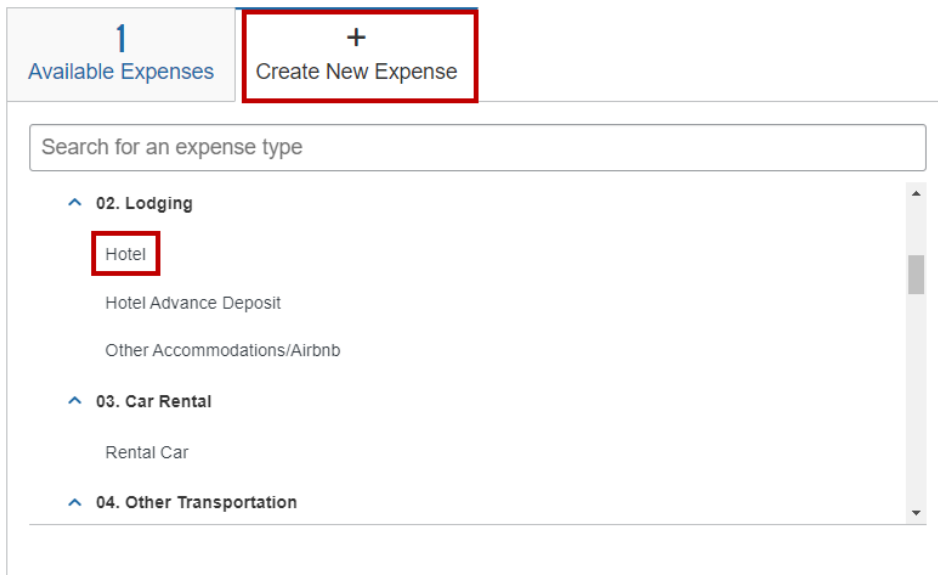 1
Available Expenses
+
Create New Expense
Search for an expense type
02. Lodging
Hotel
Hotel Advance Deposit
Other Accommodations/Airbnb
03. Car Rental
Rental Car
04. Other Transportation